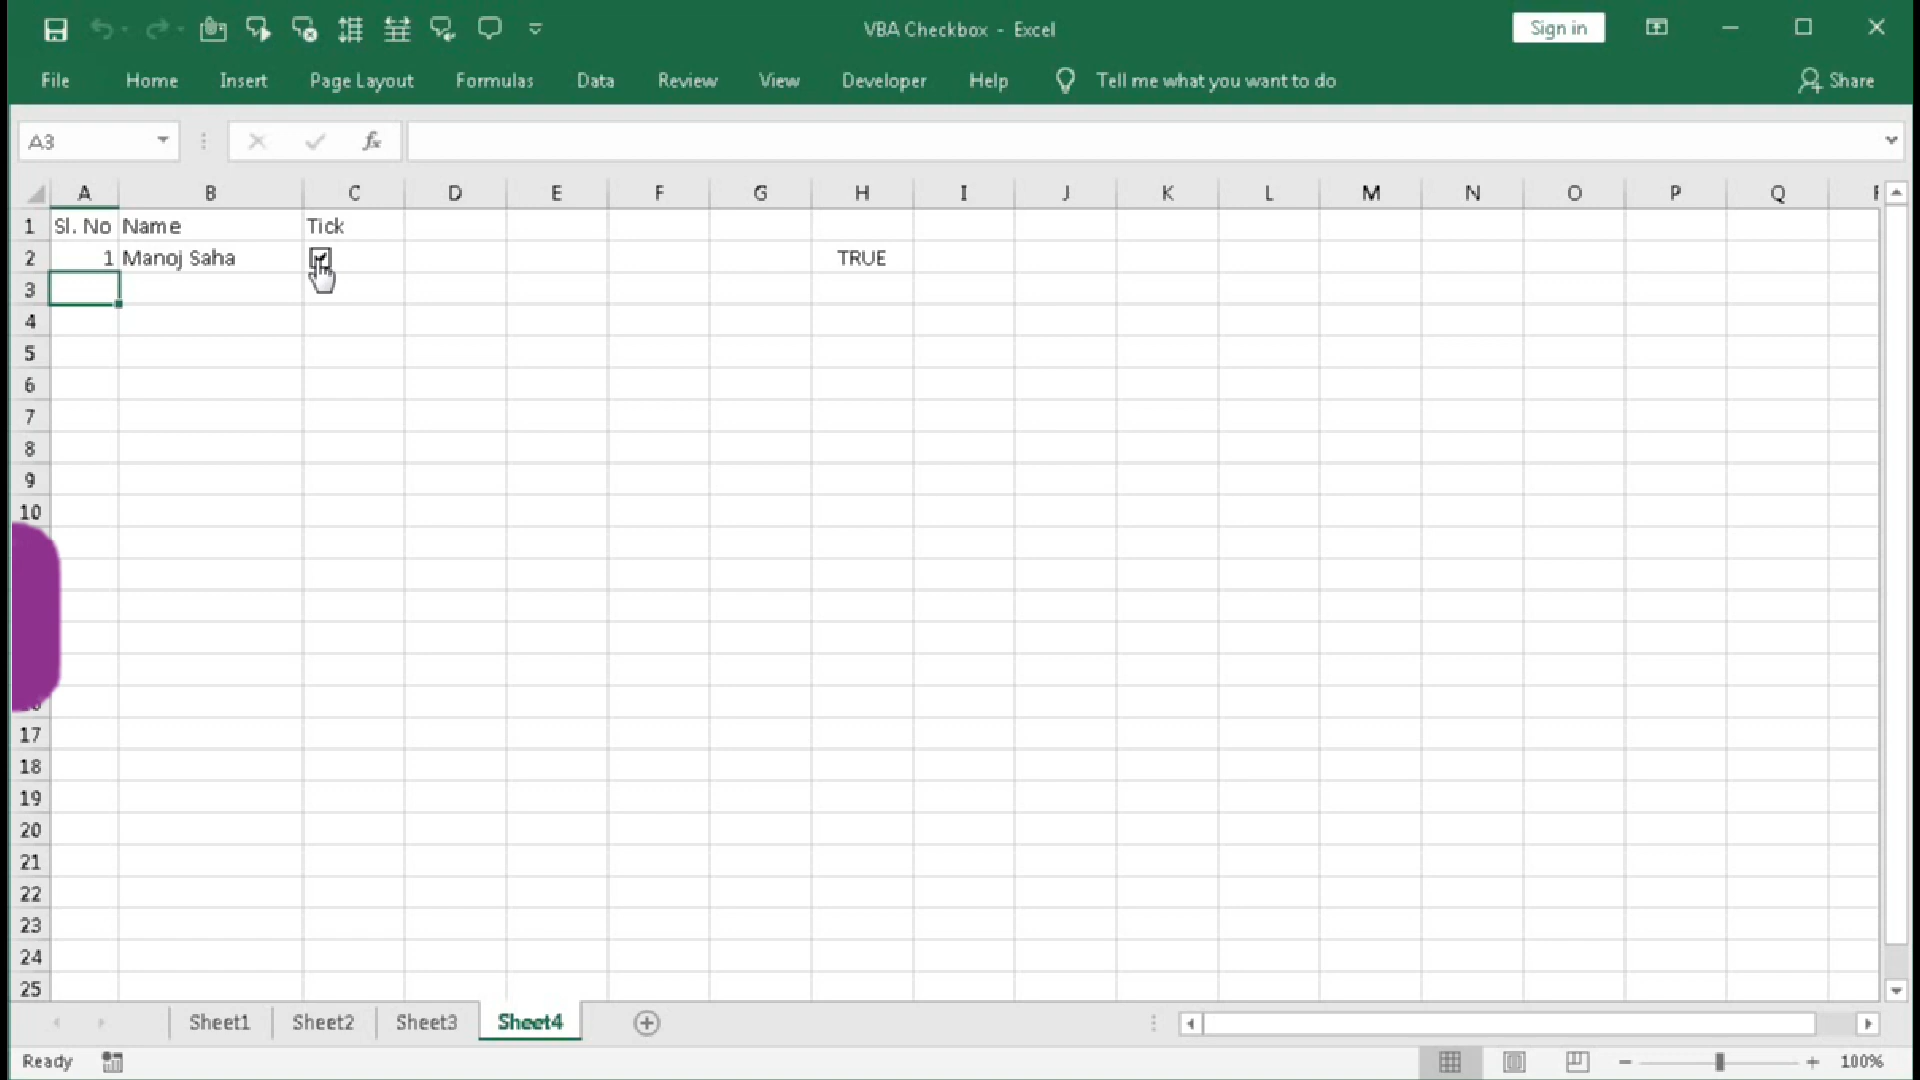 VBA Checkbox - Excel
Sign in
File Home Insert Page Layout Formulas Data Review View Developer Help Tell me what you want to do Share
A3 fx
A B C D E F G H I J K L M N O P Q
1 Sl. No Name Tick
2 1 Manoj Saha TRUE
3
4
5
6
7
8
9
10
17
18
19
20
21
22
23
24
25
Sheet1 Sheet2 Sheet3 Sheet4
Ready 100%